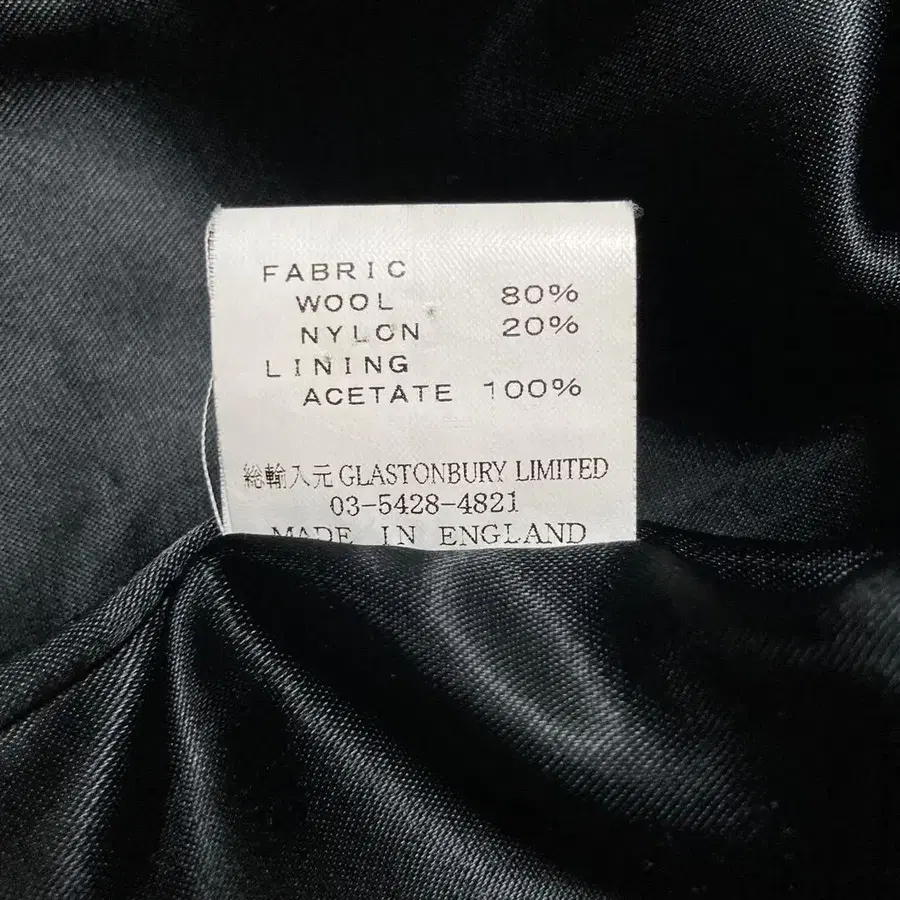 FABRIC
WOOL 80%
NYLON 20%
LINING
ACETATE 100%
総輸入元 GLASTONBURY LIMITED
03-5428-4821
MADE IN ENGLAND